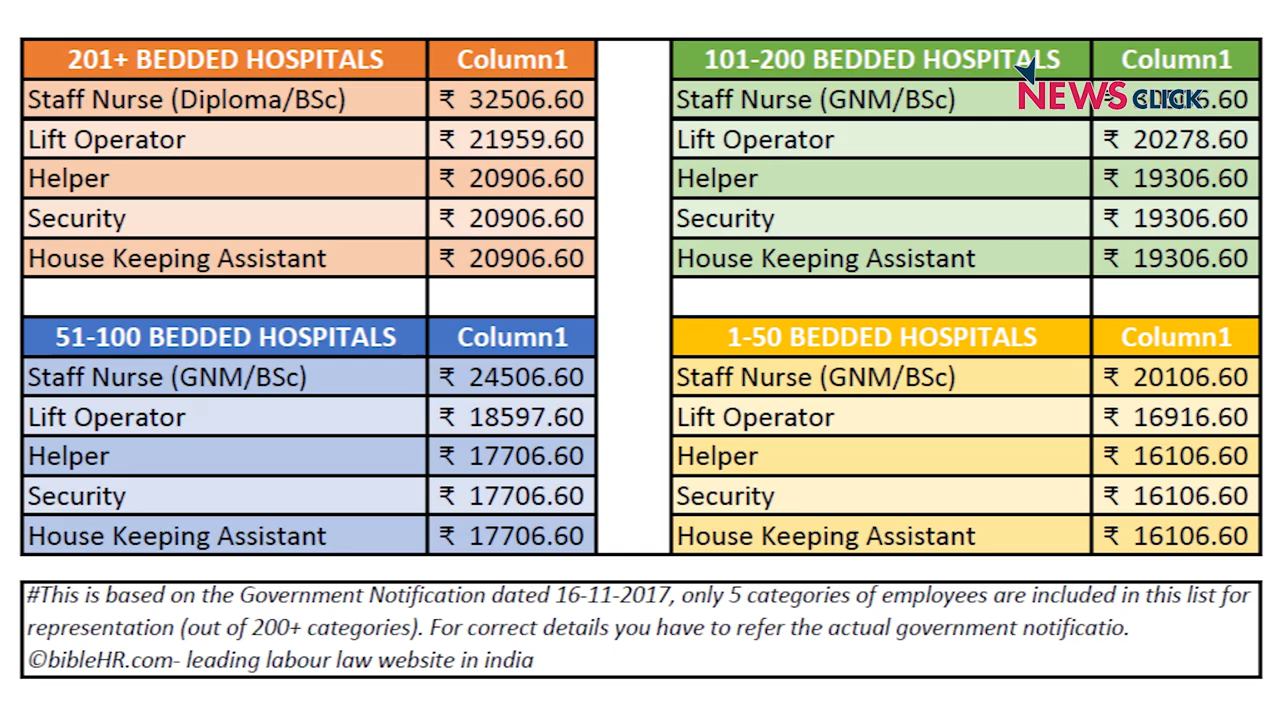 201+ BEDDED HOSPITALS Column1
Staff Nurse (Diploma/BSc) ₹ 32506.60
Lift Operator ₹ 21959.60
Helper ₹ 20906.60
Security ₹ 20906.60
House Keeping Assistant ₹ 20906.60
101-200 BEDDED HOSPITALS Column1
Staff Nurse (GNM/BSc)
NEWSCLICK
Lift Operator ₹ 20278.60
Helper ₹ 19306.60
Security ₹ 19306.60
House Keeping Assistant ₹ 19306.60
51-100 BEDDED HOSPITALS Column1
Staff Nurse (GNM/BSc) ₹ 24506.60
Lift Operator ₹ 18597.60
Helper ₹ 17706.60
Security ₹ 17706.60
House Keeping Assistant ₹ 17706.60
1-50 BEDDED HOSPITALS Column1
Staff Nurse (GNM/BSc) ₹ 20106.60
Lift Operator ₹ 16916.60
Helper ₹ 16106.60
Security ₹ 16106.60
House Keeping Assistant ₹ 16106.60
#This is based on the Government Notification dated 16-11-2017, only 5 categories of employees are included in this list for
representation (out of 200+ categories). For correct details you have to refer the actual government notificatio.
©bibleHR.com- leading labour law website in india